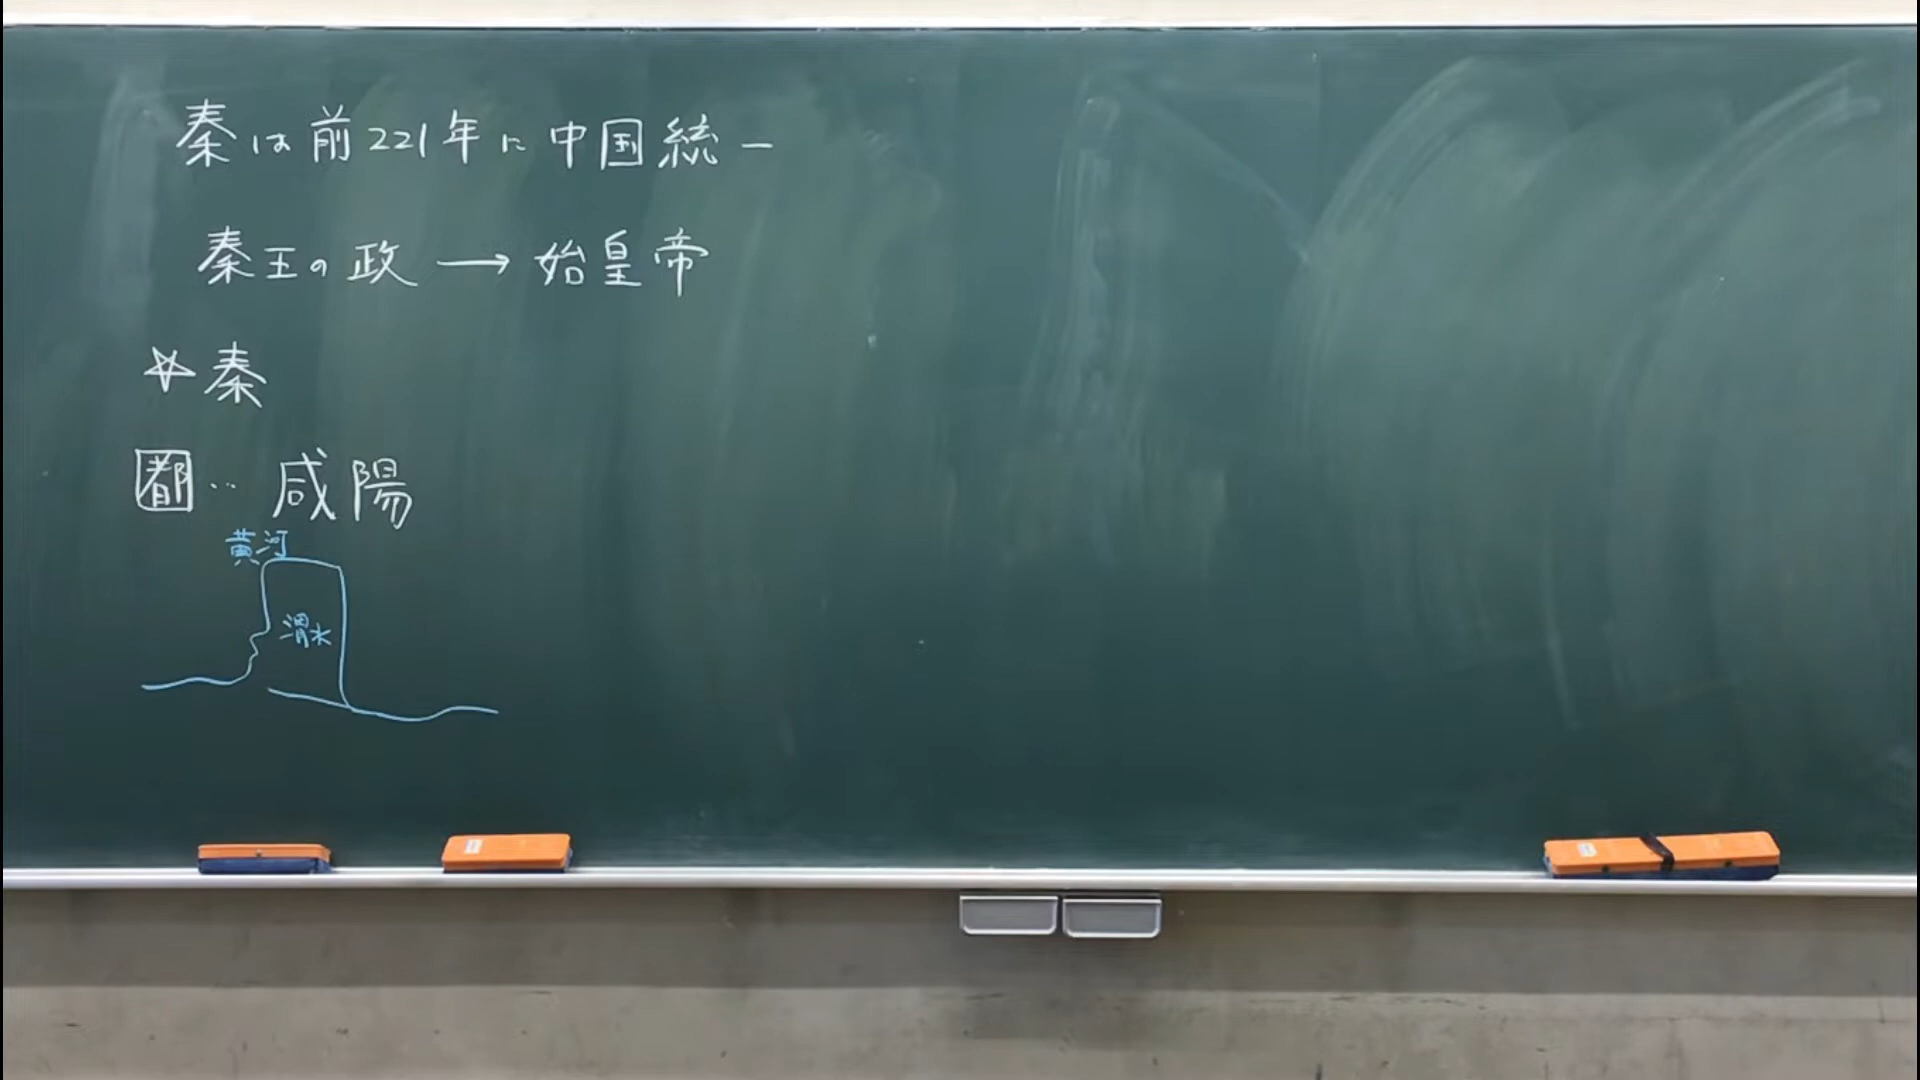 秦は前221年に中国統一
秦王の政→始皇帝
☆秦
都…咸陽
黄河
渭水